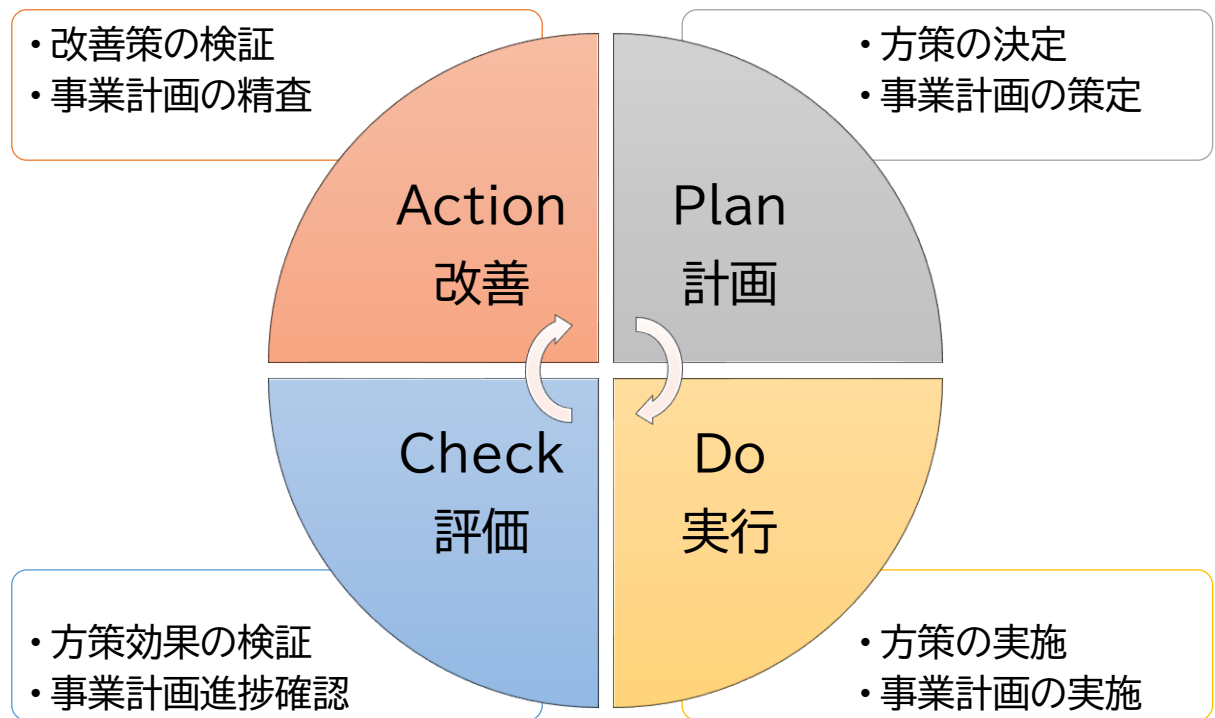 ・改善策の検証
・事業計画の精査
・方策の決定
・事業計画の策定
Action
改善
Plan
計画
Check
評価
Do
実行
・方策効果の検証
・事業計画進捗確認
・方策の実施
・事業計画の実施